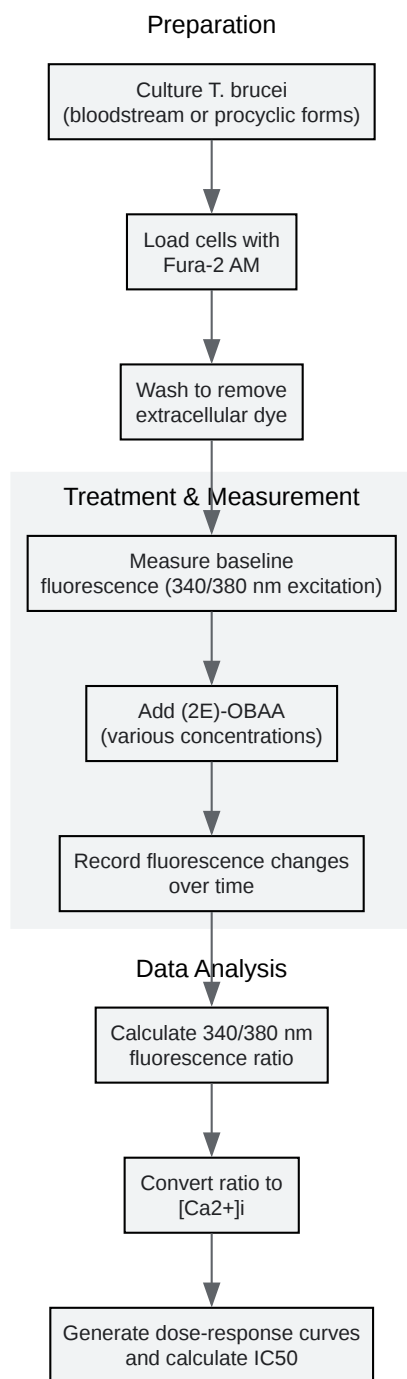 Preparation
Culture T. brucei
(bloodstream or procyclic forms)
Load cells with
Fura-2 AM
Wash to remove
extracellular dye
Treatment & Measurement
Measure baseline
fluorescence (340/380 nm excitation)
Add (2E)-OBAA
(various concentrations)
Record fluorescence changes
over time
Data Analysis
Calculate 340/380 nm
fluorescence ratio
Convert ratio to
[Ca2+]i
Generate dose-response curves
and calculate IC50